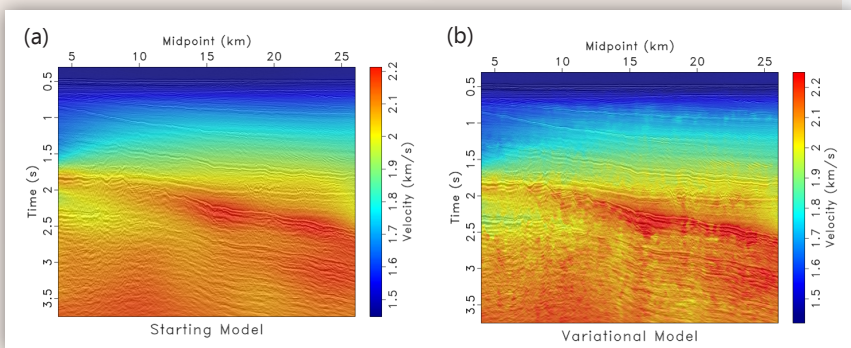 (a)
Midpoint (km)
5 10 15 20 25
0.5
1
1.5
2
2.5
3
3.5
Time (s)
2.2
2.1
2
1.9
1.8
1.7
1.6
1.5
Velocity (km/s)
Starting Model
(b)
Midpoint (km)
5 10 15 20 25
0.5
1
1.5
2
2.5
3
3.5
Time (s)
2.2
2.1
2
1.9
1.8
1.7
1.6
1.5
Velocity (km/s)
Variational Model